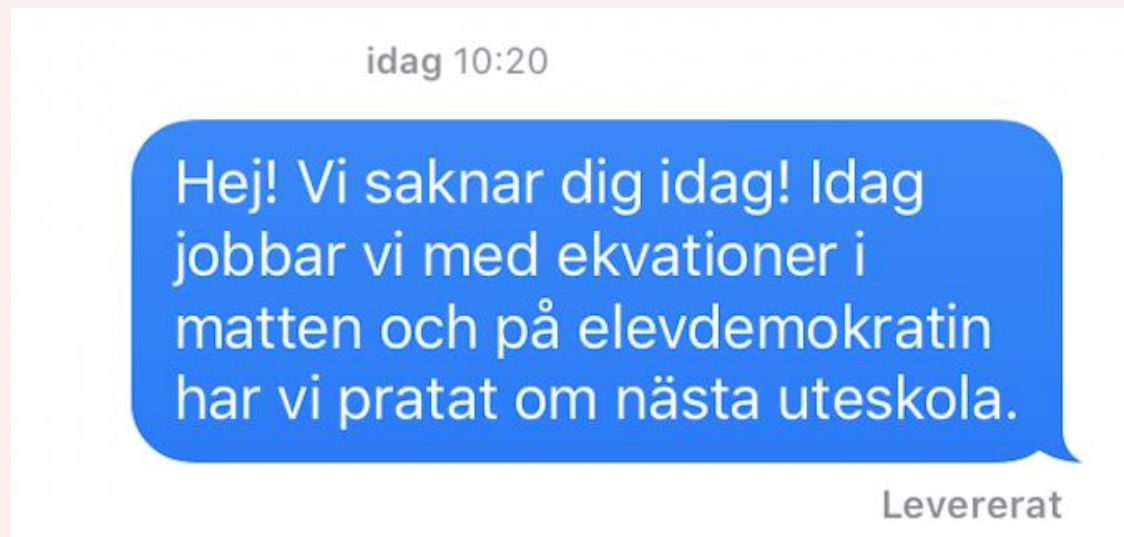 idag 10:20
Hej! Vi saknar dig idag! Idag
jobbar vi med ekvationer i
matten och på elevdemokratin
har vi pratat om nästa uteskola.
Levererat